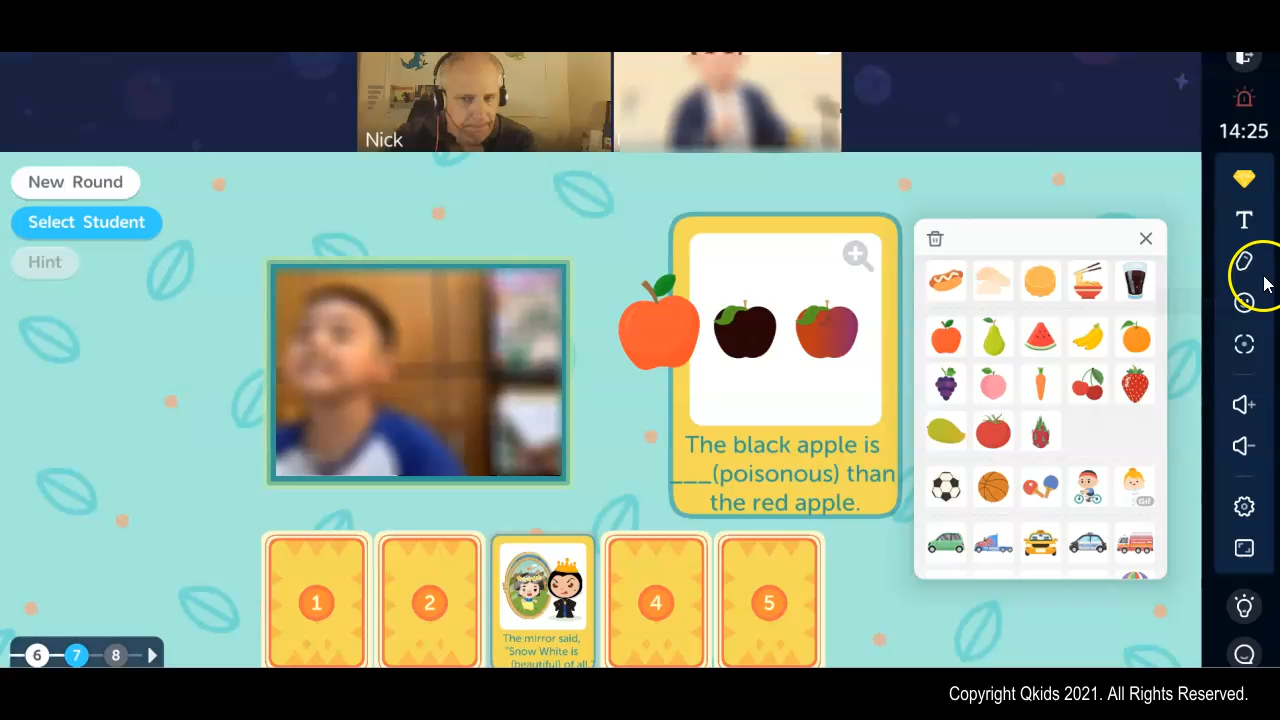 Nick
14:25
New Round
Select Student
Hint
T
The black apple is
___(poisonous) than
the red apple.
Gif
1
2
4
5
The mirror said,
"Snow White is
(beautiful) of all."
6
7
8
Copyright Qkids 2021. All Rights Reserved.